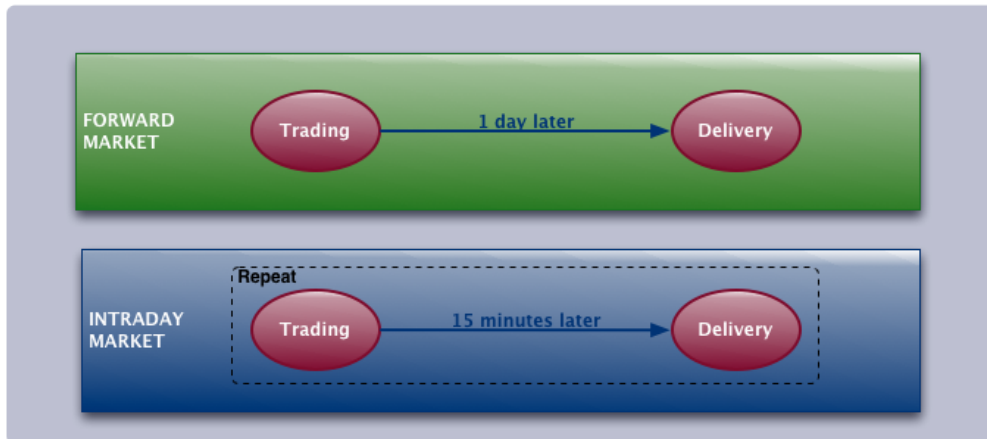 FORWARD
MARKET
Trading
1 day later
Delivery
Repeat
INTRADAY
MARKET
Trading
15 minutes later
Delivery